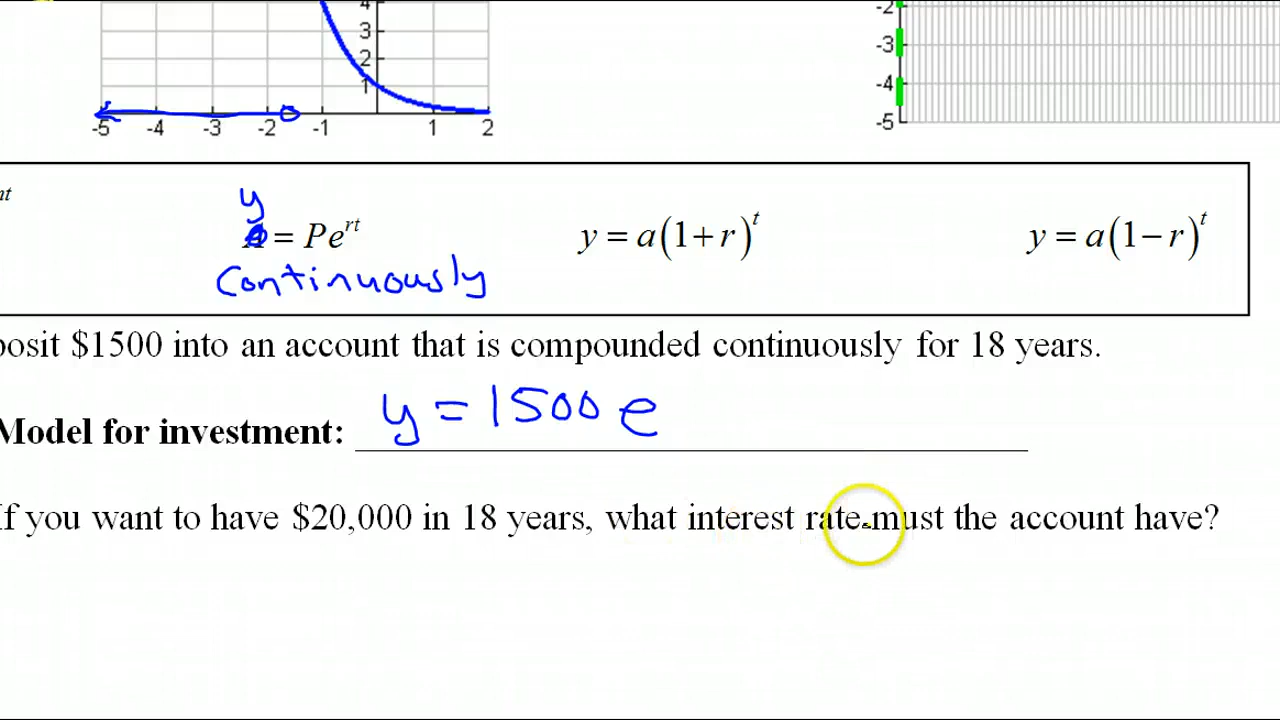 4
3
2
1
-5 -4 -3 -2 -1 1 2
-2
-3
-4
-5
nt
y
= Pe^{rt}
y = a(1+r)^t
y = a(1−r)^t
Continuously
posit $1500 into an account that is compounded continuously for 18 years.
Model for investment: y = 1500 e
If you want to have $20,000 in 18 years, what interest rate must the account have?